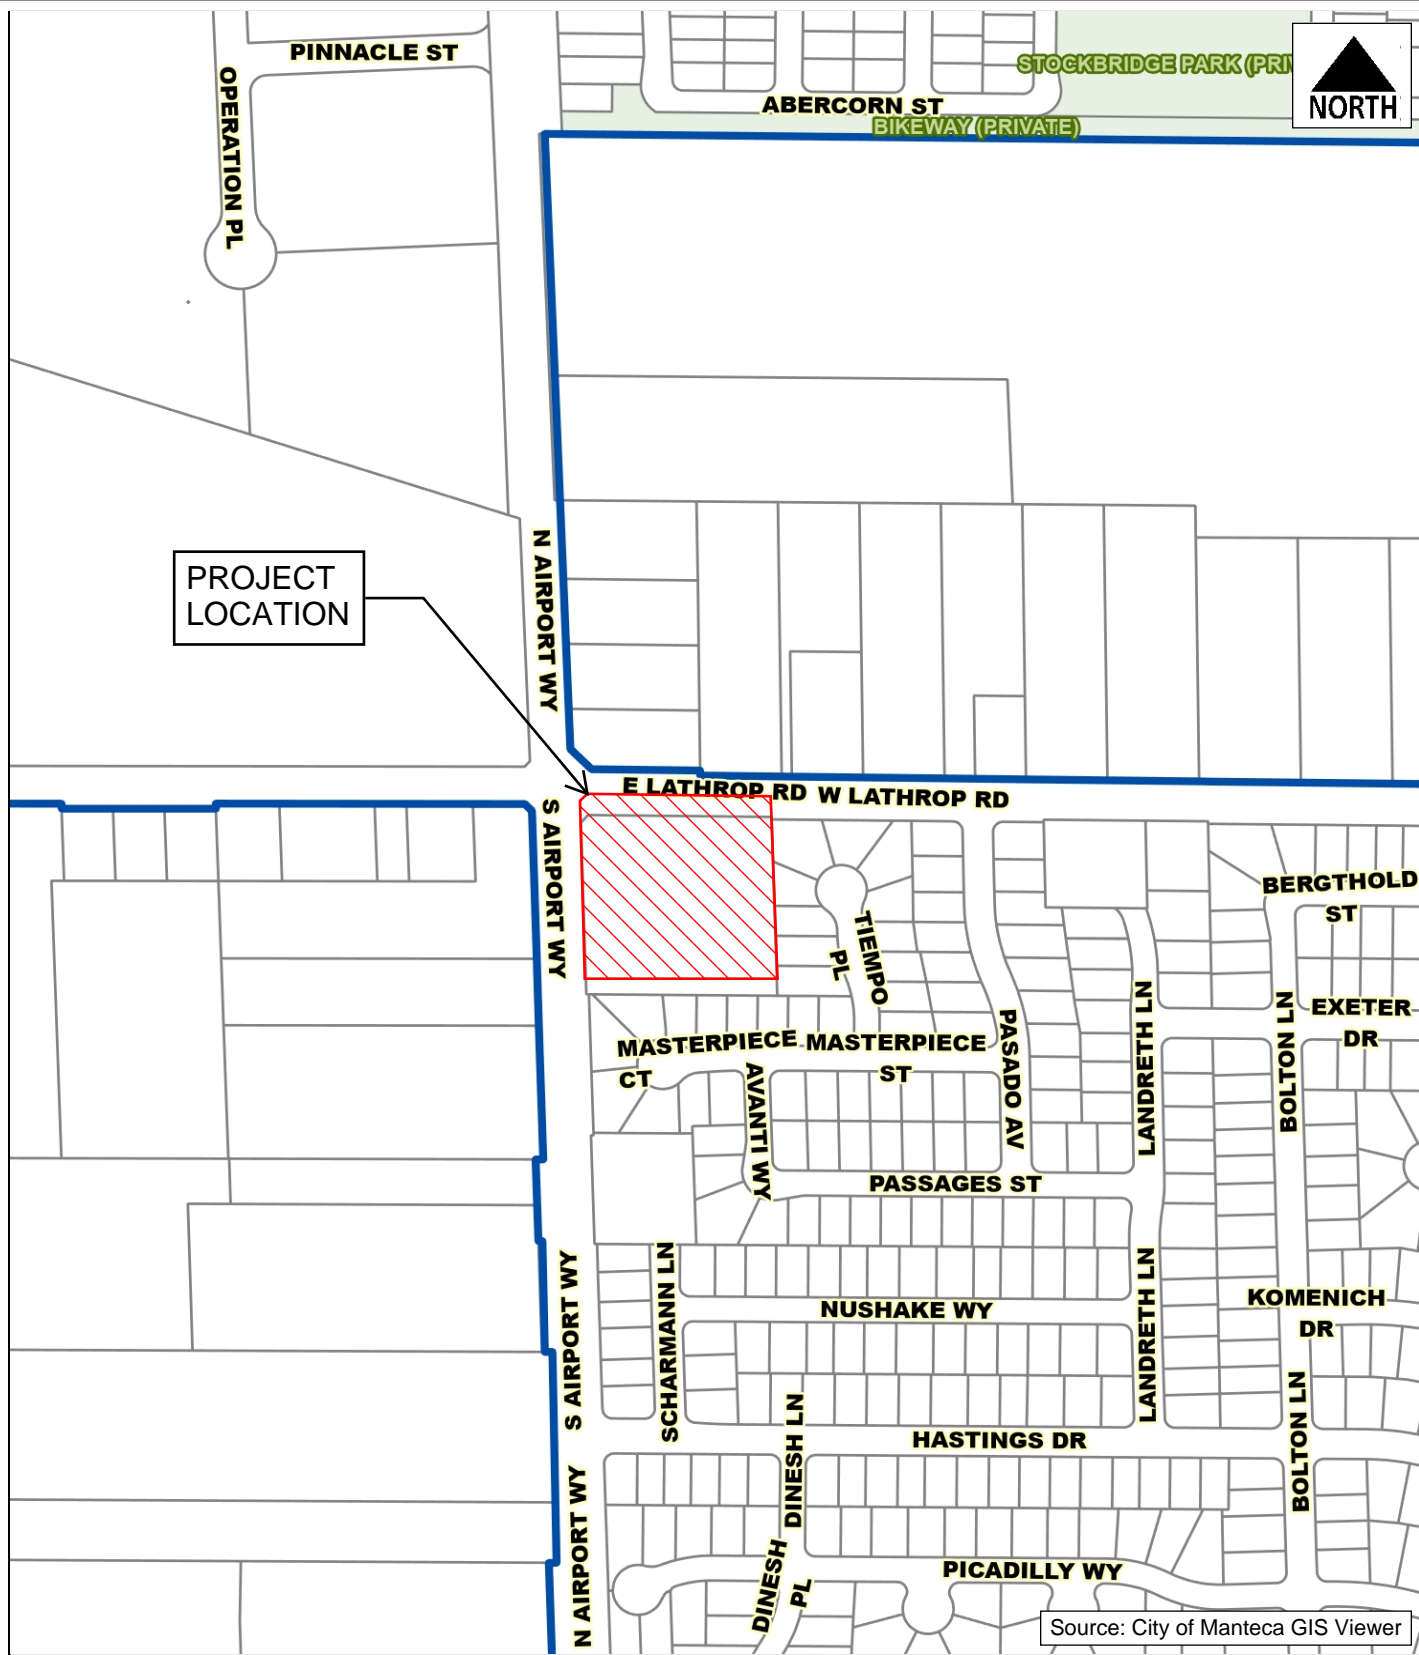 PINNACLE ST
OPERATION PL
STOCKBRIDGE PARK (PRI
NORTH
ABERCORN ST
BIKEWAY (PRIVATE)
N AIRPORT WY
PROJECT
LOCATION
E LATHROP RD
W LATHROP RD
S AIRPORT WY
BERGTHOLD
ST
TIEMPO
PL
EXETER
DR
MASTERPIECE
CT
MASTERPIECE
ST
PASADO AV
LANDRETH LN
BOLTON LN
AVANTI WY
PASSAGES ST
S AIRPORT WY
SCHARMANN LN
NUSHAKE WY
LANDRETH LN
KOMENICH
DR
BOLTON LN
DINESH LN
HASTINGS DR
N AIRPORT WY
DINESH
PL
PICADILLY WY
Source: City of Manteca GIS Viewer